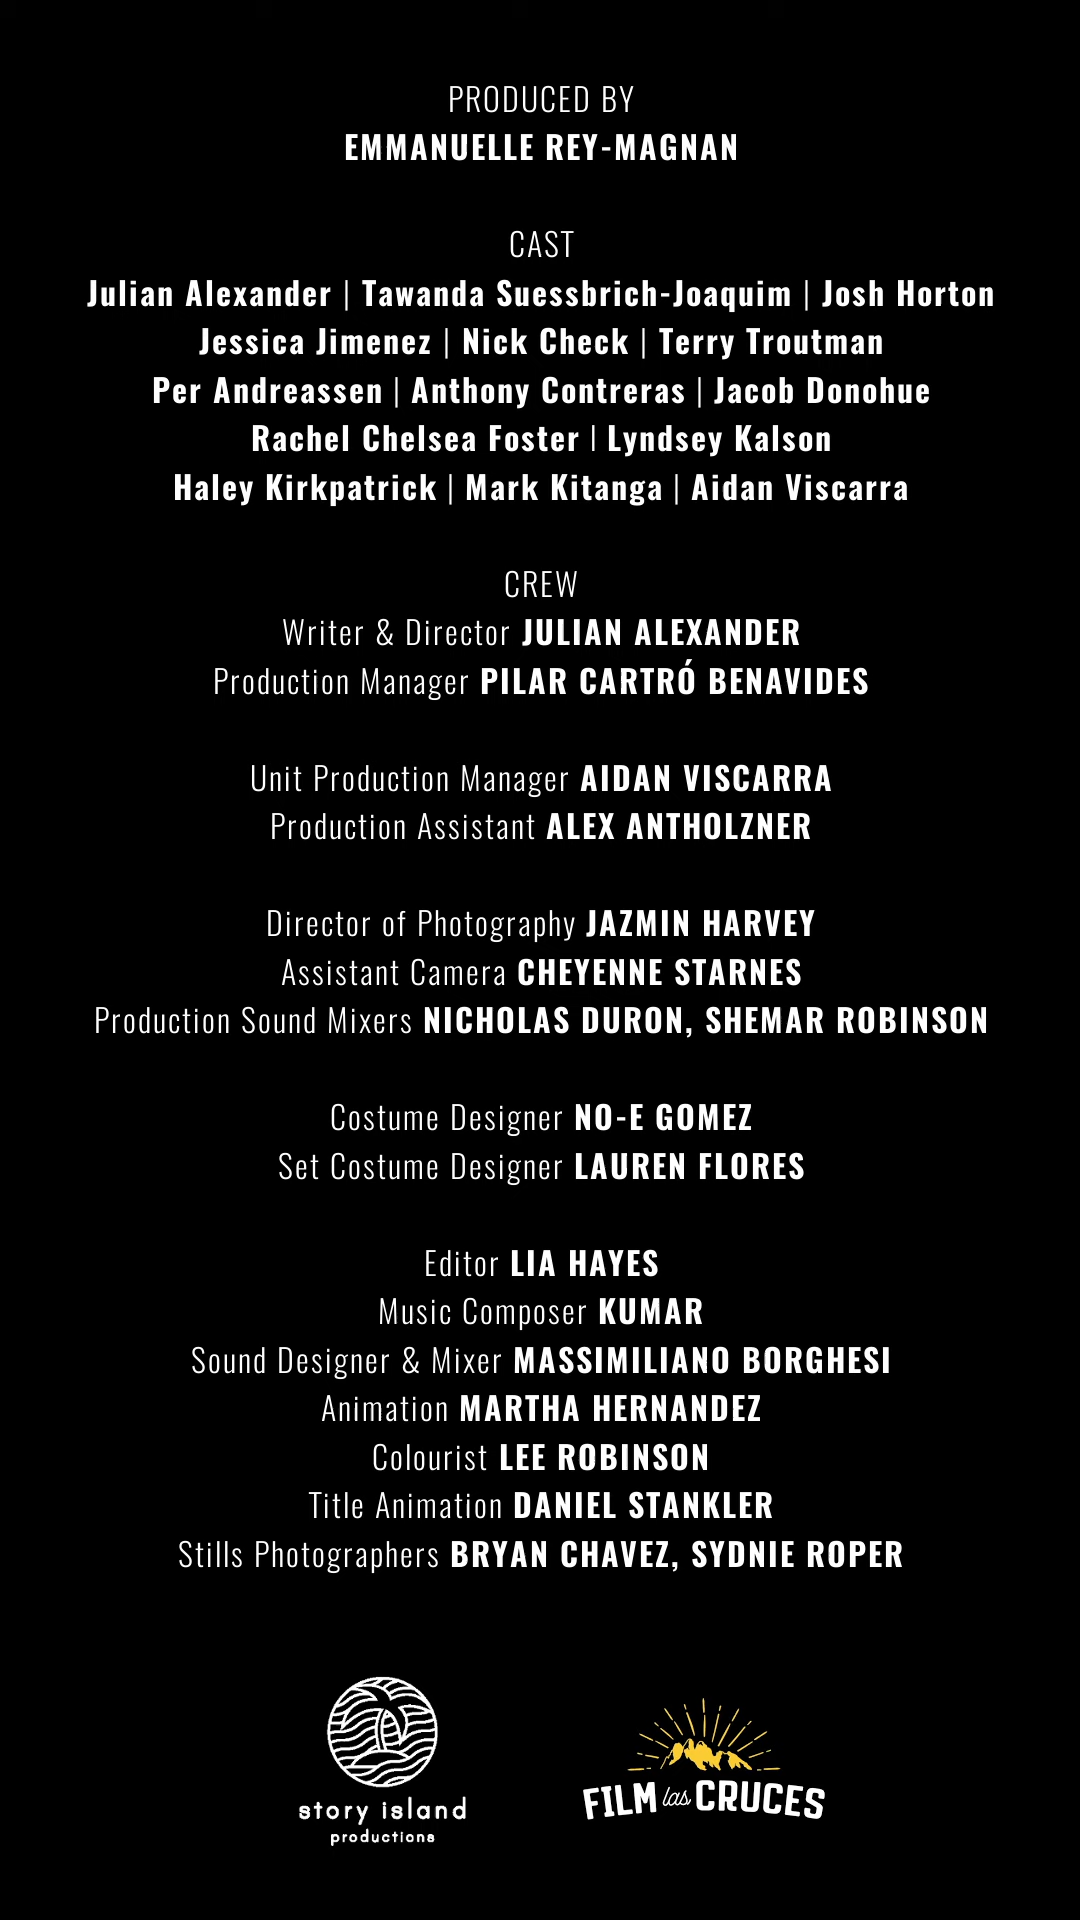 PRODUCED BY
EMMANUELLE REY-MAGNAN
CAST
Julian Alexander | Tawanda Suessbrich-Joaquim | Josh Horton
Jessica Jimenez | Nick Check | Terry Troutman
Per Andreassen | Anthony Contreras | Jacob Donohue
Rachel Chelsea Foster | Lyndsey Kalson
Haley Kirkpatrick | Mark Kitanga | Aidan Viscarra
CREW
Writer & Director JULIAN ALEXANDER
Production Manager PILAR CARTRÓ BENAVIDES
Unit Production Manager AIDAN VISCARRA
Production Assistant ALEX ANTHOLZNER
Director of Photography JAZMIN HARVEY
Assistant Camera CHEYENNE STARNES
Production Sound Mixers NICHOLAS DURON, SHEMAR ROBINSON
Costume Designer NO-E GOMEZ
Set Costume Designer LAUREN FLORES
Editor LIA HAYES
Music Composer KUMAR
Sound Designer & Mixer MASSIMILIANO BORGHESI
Animation MARTHA HERNANDEZ
Colourist LEE ROBINSON
Title Animation DANIEL STANKLER
Stills Photographers BRYAN CHAVEZ, SYDNIE ROPER
story island
productions
FILM las CRUCES